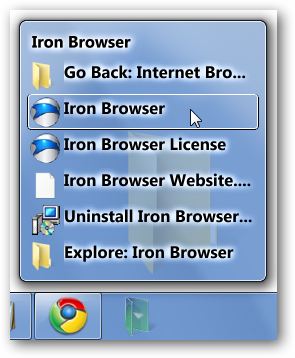 Iron Browser
Go Back: Internet Bro...
Iron Browser
Iron Browser License
Iron Browser Website....
Uninstall Iron Browser...
Explore: Iron Browser